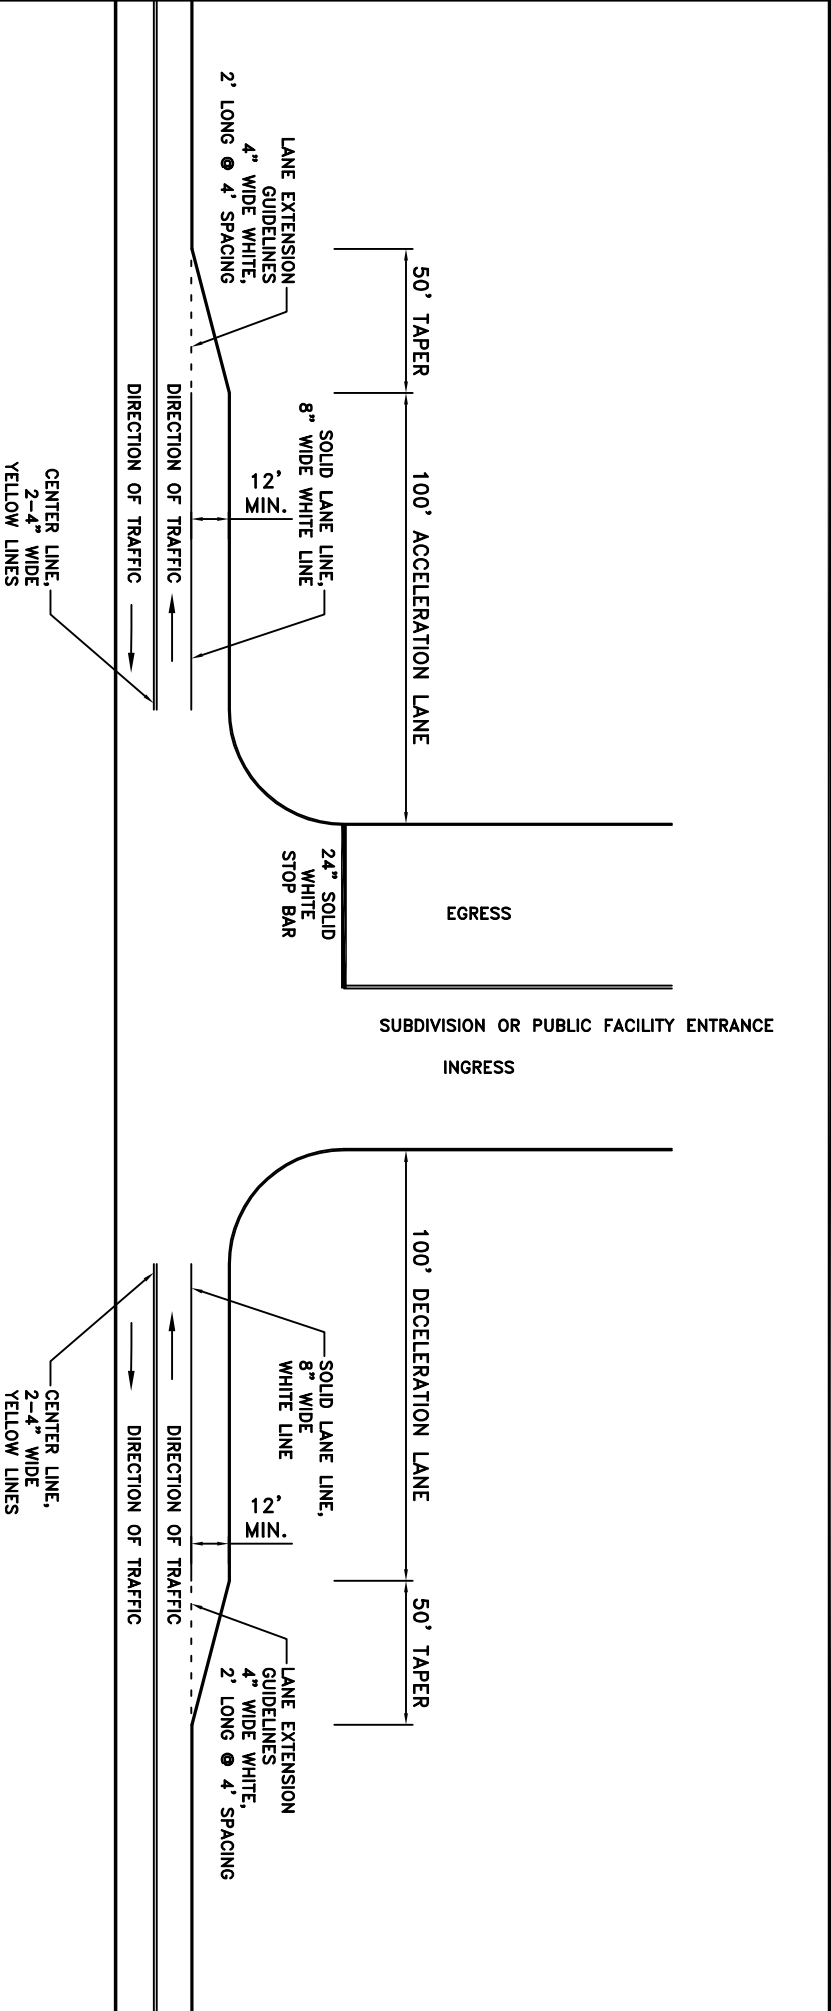 50' TAPER
100' ACCELERATION LANE
100' DECELERATION LANE
50' TAPER
LANE EXTENSION
GUIDELINES
4" WIDE WHITE,
2' LONG @ 4' SPACING
SOLID LANE LINE,
8" WIDE WHITE LINE
12'
MIN.
24" SOLID
WHITE
STOP BAR
EGRESS
SUBDIVISION OR PUBLIC FACILITY ENTRANCE
INGRESS
SOLID LANE LINE,
8" WIDE
WHITE LINE
12'
MIN.
LANE EXTENSION
GUIDELINES
4" WIDE WHITE,
2' LONG @ 4' SPACING
DIRECTION OF TRAFFIC
DIRECTION OF TRAFFIC
DIRECTION OF TRAFFIC
DIRECTION OF TRAFFIC
CENTER LINE,
2-4" WIDE
YELLOW LINES
CENTER LINE,
2-4" WIDE
YELLOW LINES